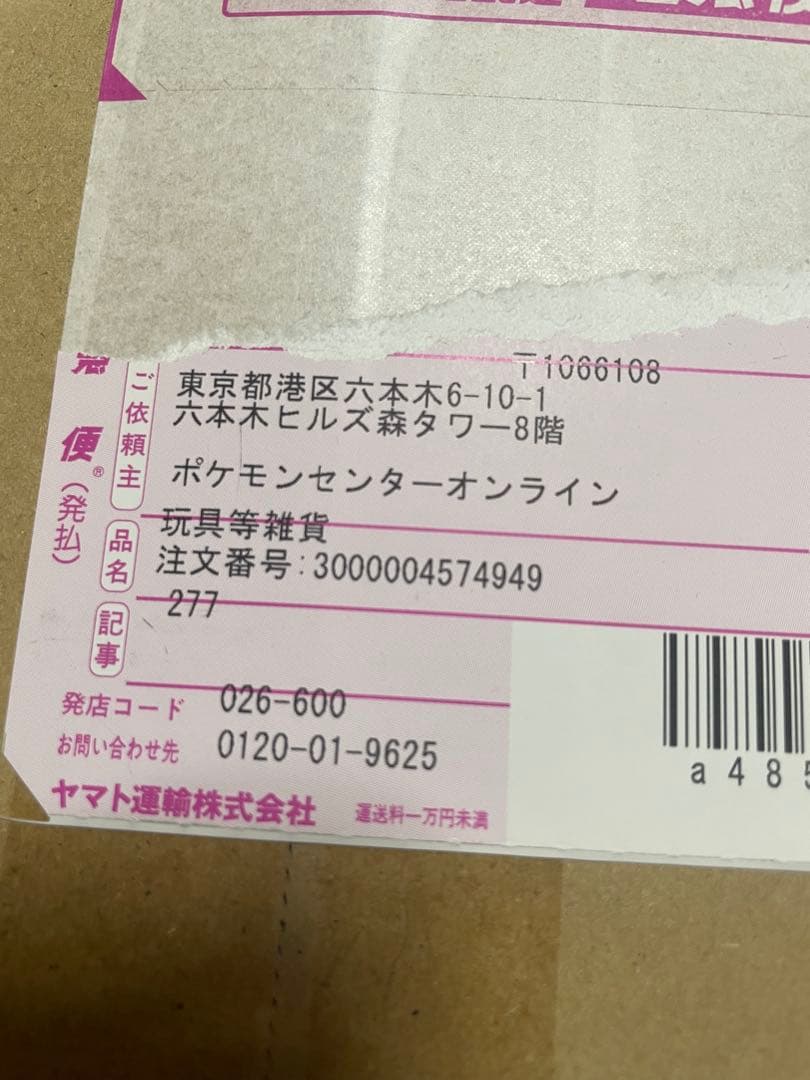 〒1066108
ご依頼主
東京都港区六本木6-10-1
六本木ヒルズ森タワー8階
ポケモンセンターオンライン
急便®(発払)
品名
玩具等雑貨
注文番号:3000004574949
記事
277
発店コード 026-600
お問い合わせ先 0120-01-9625
ヤマト運輸株式会社 運送料一万円未満
a485